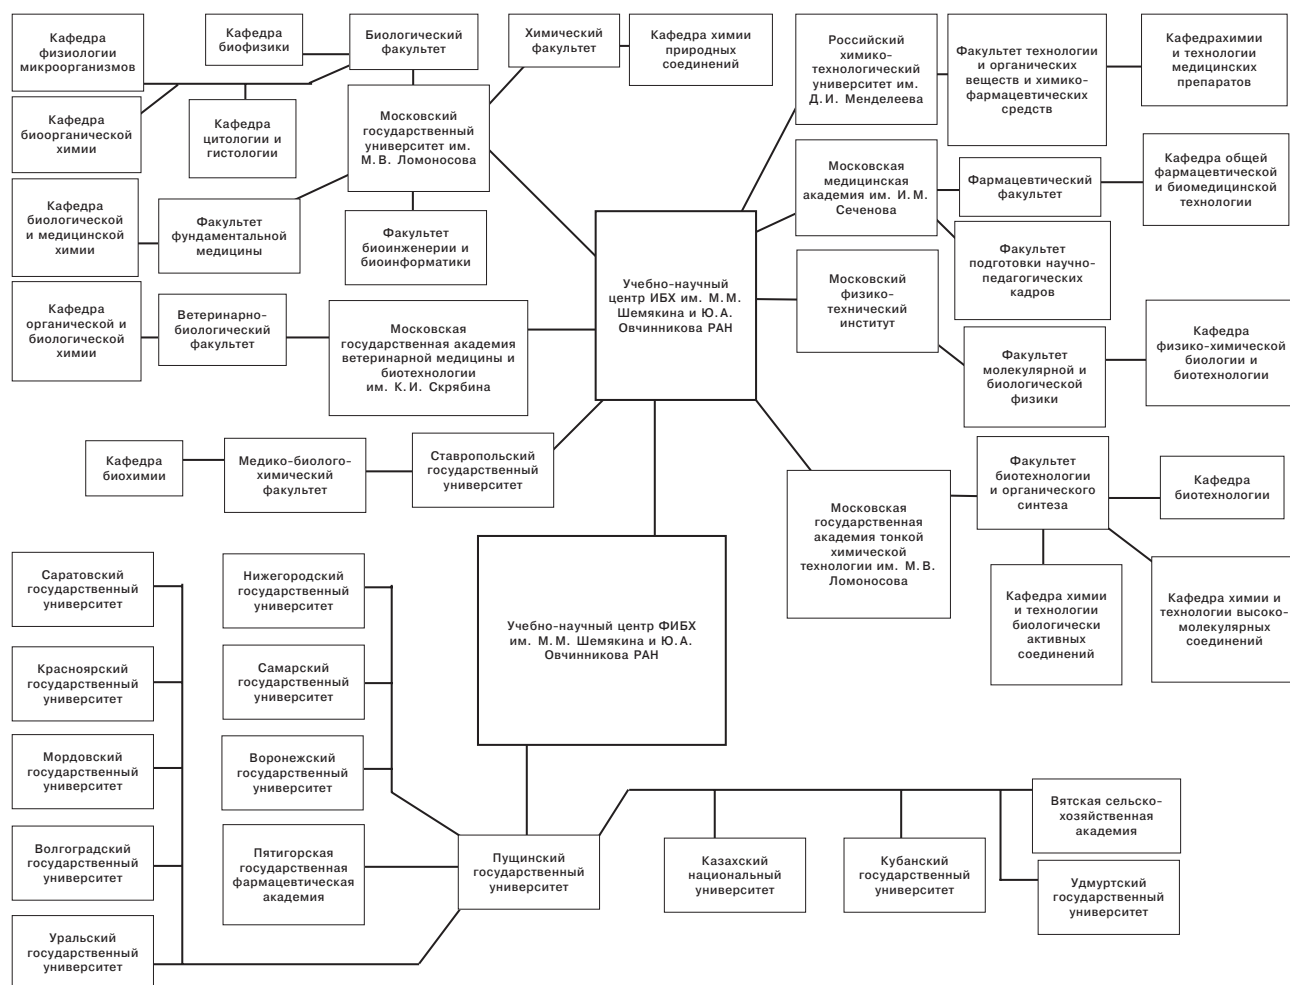 Кафедра
физиологии
микроорганизмов
Кафедра
биофизики
Биологический
факультет
Химический
факультет
Кафедра химии
природных
соединений
Российский
химико-
технологический
университет им.
Д.И. Менделеева
Факультет технологии
и органических
веществ и химико-
фармацевтических
средств
Кафедрахимии
и технологии
медицинских
препаратов
Кафедра
биоорганической
химии
Кафедра
цитологии и
гистологии
Московский
государственный
университет им.
М.В. Ломоносова
Московская
медицинская
академия им. И.М.
Сеченова
Фармацевтический
факультет
Кафедра общей
фармацевтической
и биомедицинской
технологии
Кафедра
биологической
и медицинской
химии
Факультет
фундаментальной
медицины
Факультет
биоинженерии и
биоинформатики
Факультет
подготовки научно-
педагогических
кадров
Учебно-научный
центр ИБХ им. М.М.
Шемякина и Ю.А.
Овчинникова РАН
Московский
физико-
технический
институт
Кафедра
органической и
биологической
химии
Ветеринарно-
биологический
факультет
Московская
государственная академия
ветеринарной медицины и
биотехнологии
им. К.И. Скрябина
Факультет
молекулярной и
биологической
физики
Кафедра
физико-химической
биологии и
биотехнологии
Кафедра
биохимии
Медико-биолого-
химический
факультет
Ставропольский
государственный
университет
Московская
государственная
академия тонкой
химической
технологии им. М.В.
Ломоносова
Факультет
биотехнологии
и органического
синтеза
Кафедра
биотехнологии
Кафедра химии
и технологии
биологически
активных
соединений
Кафедра химии и
технологии высоко-
молекулярных
соединений
Учебно-научный центр ФИБХ
им. М.М. Шемякина и Ю.А.
Овчинникова РАН
Саратовский
государственный
университет
Нижегородский
государственный
университет
Красноярский
государственный
университет
Самарский
государственный
университет
Мордовский
государственный
университет
Воронежский
государственный
университет
Волгоградский
государственный
университет
Пятигорская
государственная
фармацевтическая
академия
Уральский
государственный
университет
Пущинский
государственный
университет
Казахский
национальный
университет
Кубанский
государственный
университет
Вятская сельско-
хозяйственная
академия
Удмуртский
государственный
университет